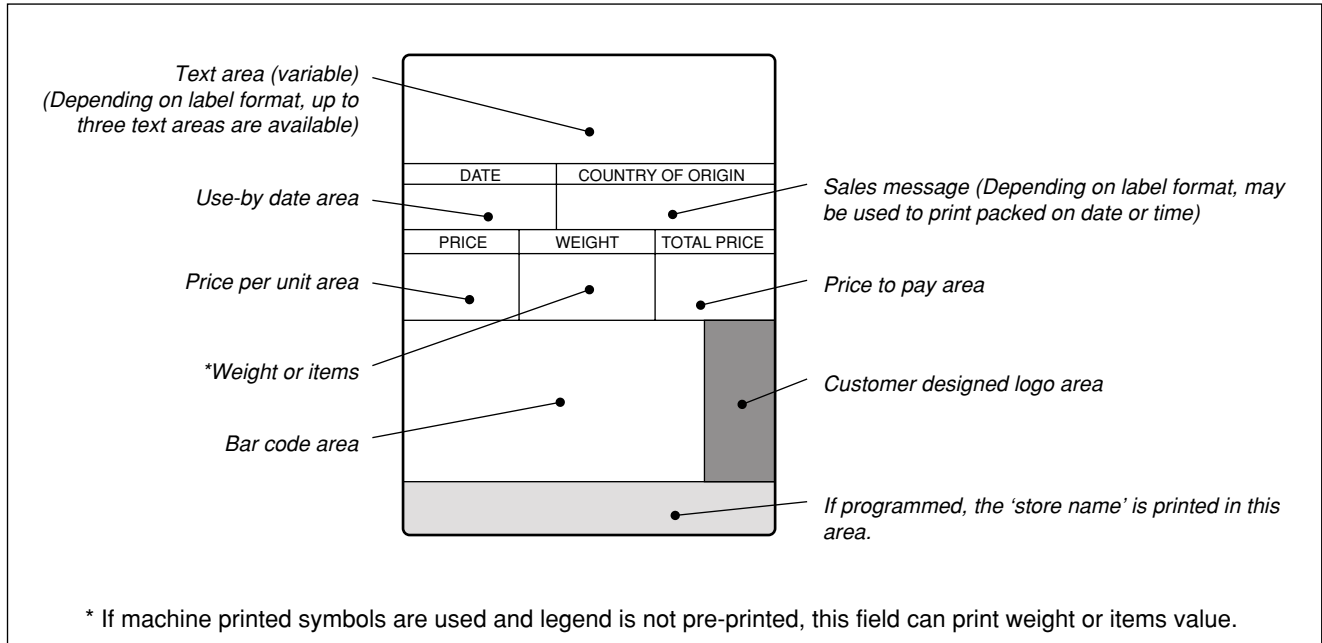 Text area (variable)
(Depending on label format, up to
three text areas are available)
DATE
COUNTRY OF ORIGIN
Use-by date area
Sales message (Depending on label format, may
be used to print packed on date or time)
PRICE
WEIGHT
TOTAL PRICE
Price per unit area
Price to pay area
*Weight or items
Customer designed logo area
Bar code area
If programmed, the ‘store name’ is printed in this
area.
* If machine printed symbols are used and legend is not pre-printed, this field can print weight or items value.